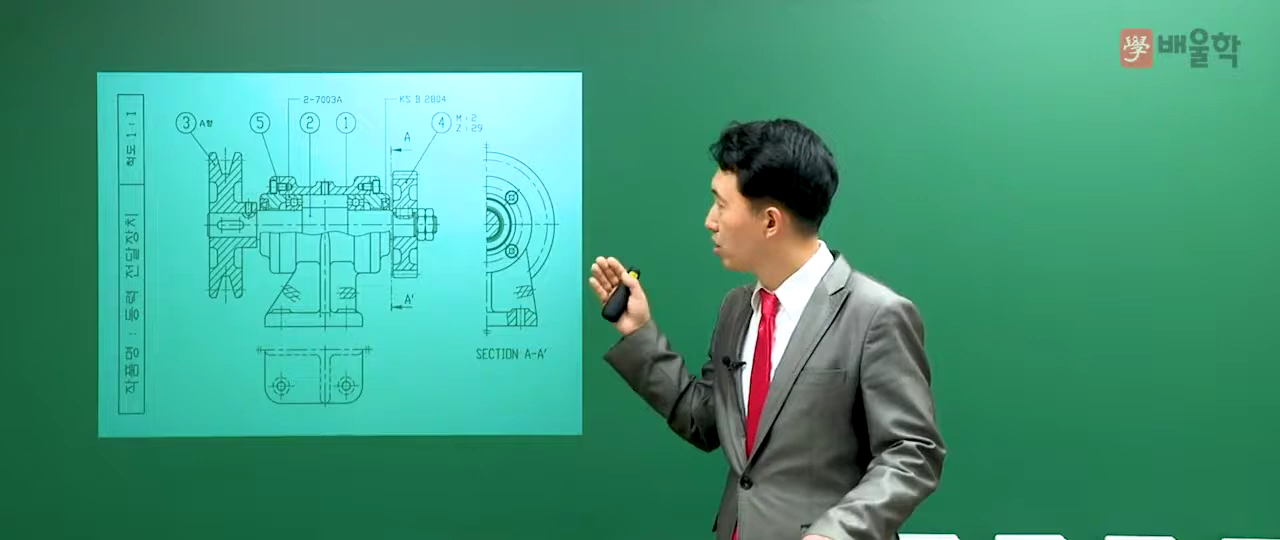 學 배울학
작품명 : 동력 전달장치
척도 1 : 1
2-7003A
KS B 2804
3
A형
5
2
1
4
M : 2
Z : 29
A
A'
SECTION A-A'